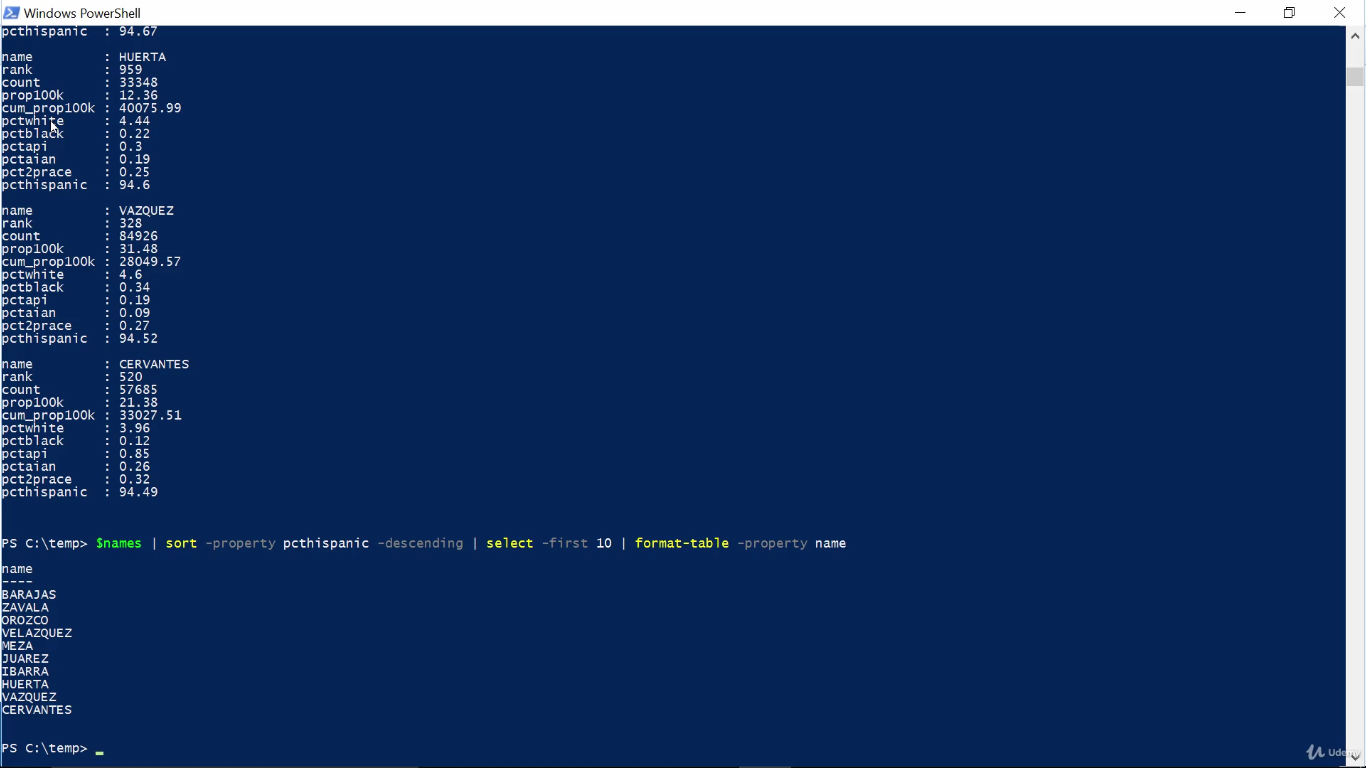 Windows PowerShell
pcthispanic : 94.67
name : HUERTA
rank : 959
count : 33348
prop100k : 12.36
cum_prop100k : 40075.99
pctwhite : 4.44
pctblack : 0.22
pctapi : 0.3
pctaian : 0.19
pct2prace : 0.25
pcthispanic : 94.6
name : VAZQUEZ
rank : 328
count : 84926
prop100k : 31.48
cum_prop100k : 28049.57
pctwhite : 4.6
pctblack : 0.34
pctapi : 0.19
pctaian : 0.09
pct2prace : 0.27
pcthispanic : 94.52
name : CERVANTES
rank : 520
count : 57685
prop100k : 21.38
cum_prop100k : 33027.51
pctwhite : 3.96
pctblack : 0.12
pctapi : 0.85
pctaian : 0.26
pct2prace : 0.32
pcthispanic : 94.49
PS C:\temp> $names | sort -property pcthispanic -descending | select -first 10 | format-table -property name
name
----
BARAJAS
ZAVALA
OROZCO
VELAZQUEZ
MEZA
JUAREZ
IBARRA
HUERTA
VAZQUEZ
CERVANTES
PS C:\temp>
Udemy